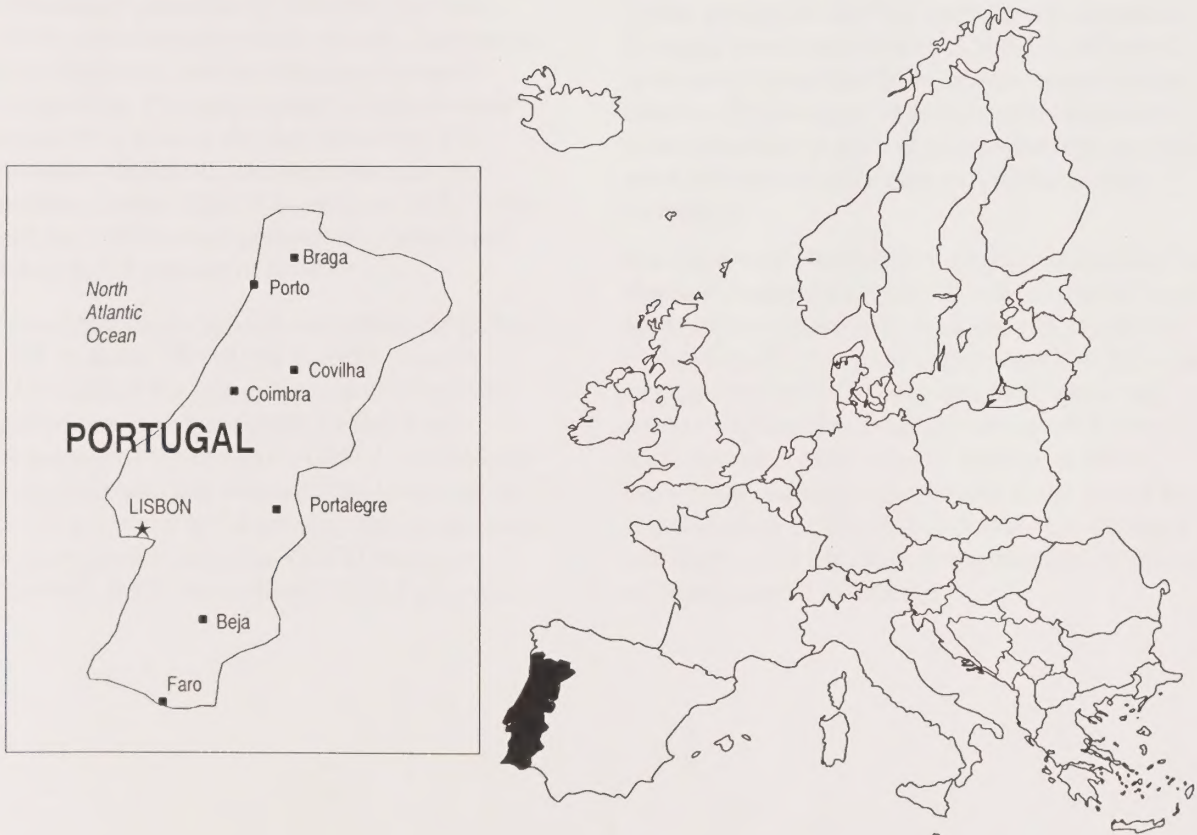 Braga
Porto
North
Atlantic
Ocean
Covilha
Coimbra
PORTUGAL
LISBON
Portalegre
Beja
Faro